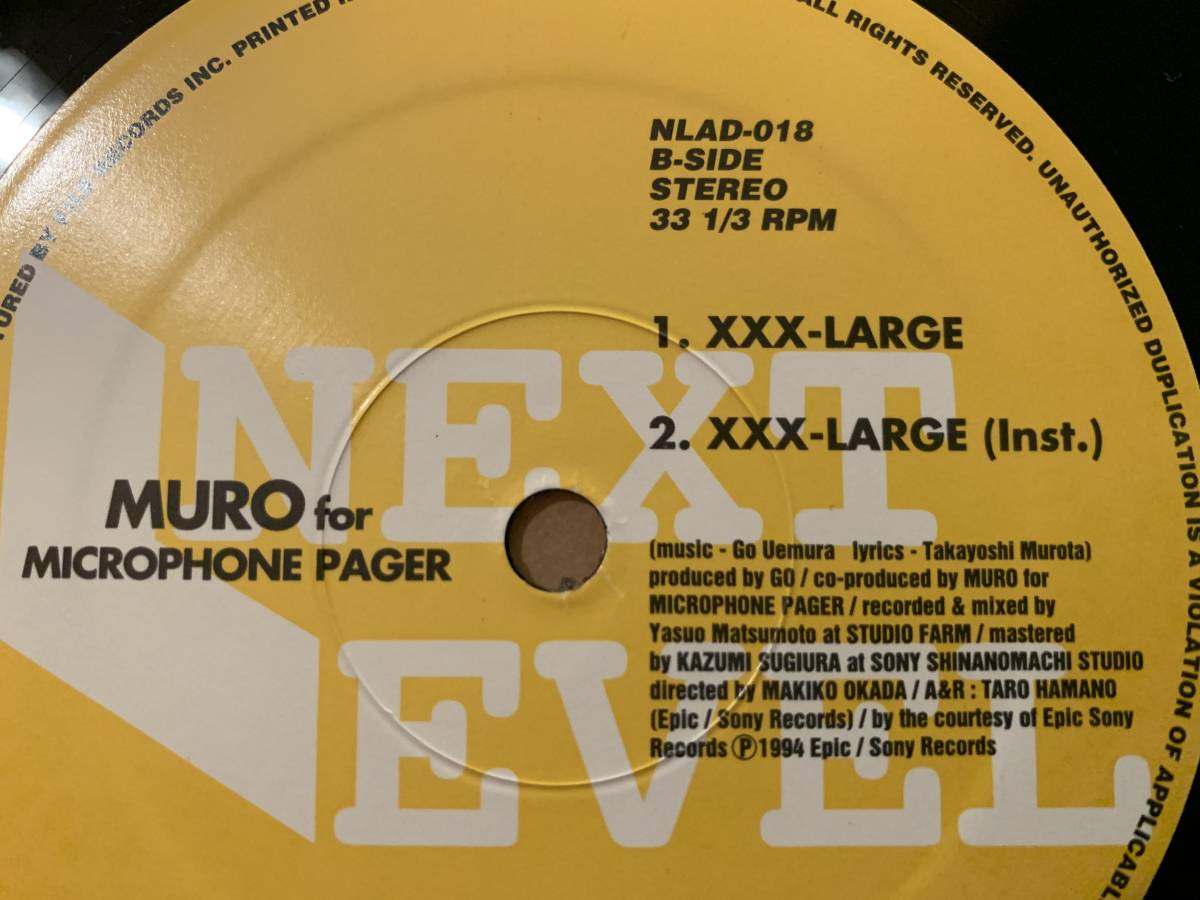 TURED BY FILE RECORDS INC. PRINTED I
ALL RIGHTS RESERVED. UNAUTHORIZED DUPLICATION IS A VIOLATION OF APPLICABLE
NLAD-018
B-SIDE
STEREO
33 1/3 RPM
1. XXX-LARGE
2. XXX-LARGE (Inst.)
NEXT
EVEL
MURO for
MICROPHONE PAGER
(music - Go Uemura lyrics - Takayoshi Murota)
produced by GO / co-produced by MURO for
MICROPHONE PAGER / recorded & mixed by
Yasuo Matsumoto at STUDIO FARM / mastered
by KAZUMI SUGIURA at SONY SHINANOMACHI STUDIO
directed by MAKIKO OKADA / A&R : TARO HAMANO
(Epic / Sony Records) / by the courtesy of Epic Sony
Records Ⓟ1994 Epic / Sony Records